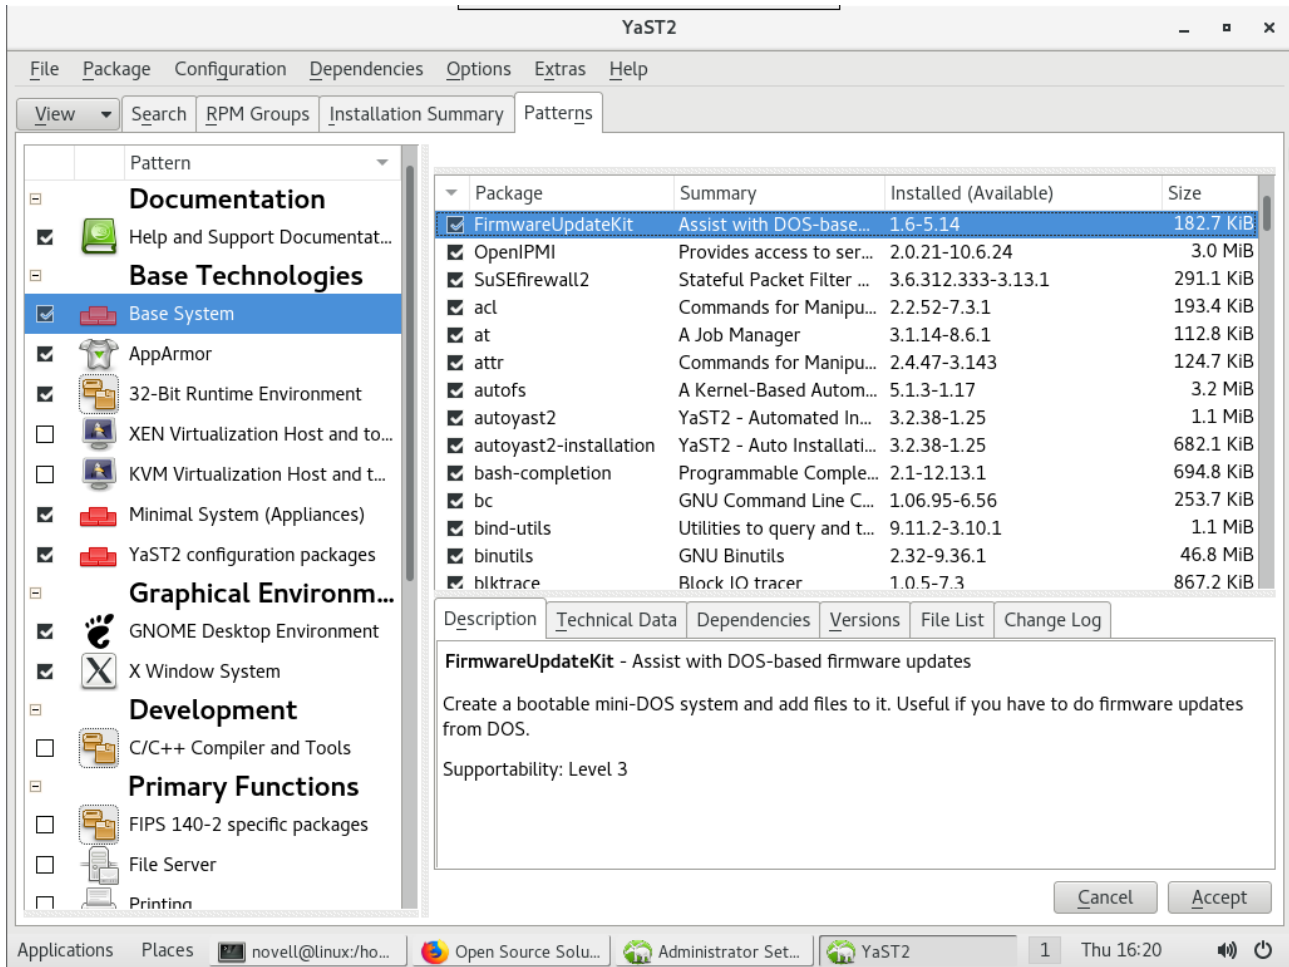 YaST2
File Package Configuration Dependencies Options Extras Help
View Search RPM Groups Installation Summary Patterns
Pattern
Documentation
Help and Support Documentat...
Base Technologies
Base System
AppArmor
32-Bit Runtime Environment
XEN Virtualization Host and to...
KVM Virtualization Host and t...
Minimal System (Appliances)
YaST2 configuration packages
Graphical Environm...
GNOME Desktop Environment
X Window System
Development
C/C++ Compiler and Tools
Primary Functions
FIPS 140-2 specific packages
File Server
Printing
Package Summary Installed (Available) Size
FirmwareUpdateKit Assist with DOS-base... 1.6-5.14 182.7 KiB
OpenIPMI Provides access to ser... 2.0.21-10.6.24 3.0 MiB
SuSEfirewall2 Stateful Packet Filter ... 3.6.312.333-3.13.1 291.1 KiB
acl Commands for Manipu... 2.2.52-7.3.1 193.4 KiB
at A Job Manager 3.1.14-8.6.1 112.8 KiB
attr Commands for Manipu... 2.4.47-3.143 124.7 KiB
autofs A Kernel-Based Autom... 5.1.3-1.17 3.2 MiB
autoyast2 YaST2 - Automated In... 3.2.38-1.25 1.1 MiB
autoyast2-installation YaST2 - Auto Installati... 3.2.38-1.25 682.1 KiB
bash-completion Programmable Comple... 2.1-12.13.1 694.8 KiB
bc GNU Command Line C... 1.06.95-6.56 253.7 KiB
bind-utils Utilities to query and t... 9.11.2-3.10.1 1.1 MiB
binutils GNU Binutils 2.32-9.36.1 46.8 MiB
blktrace Block IO tracer 1.0.5-7.3 867.2 KiB
Description Technical Data Dependencies Versions File List Change Log
FirmwareUpdateKit - Assist with DOS-based firmware updates
Create a bootable mini-DOS system and add files to it. Useful if you have to do firmware updates
from DOS.
Supportability: Level 3
Cancel Accept
Applications Places novell@linux:/ho... Open Source Solu... Administrator Set... YaST2 1 Thu 16:20